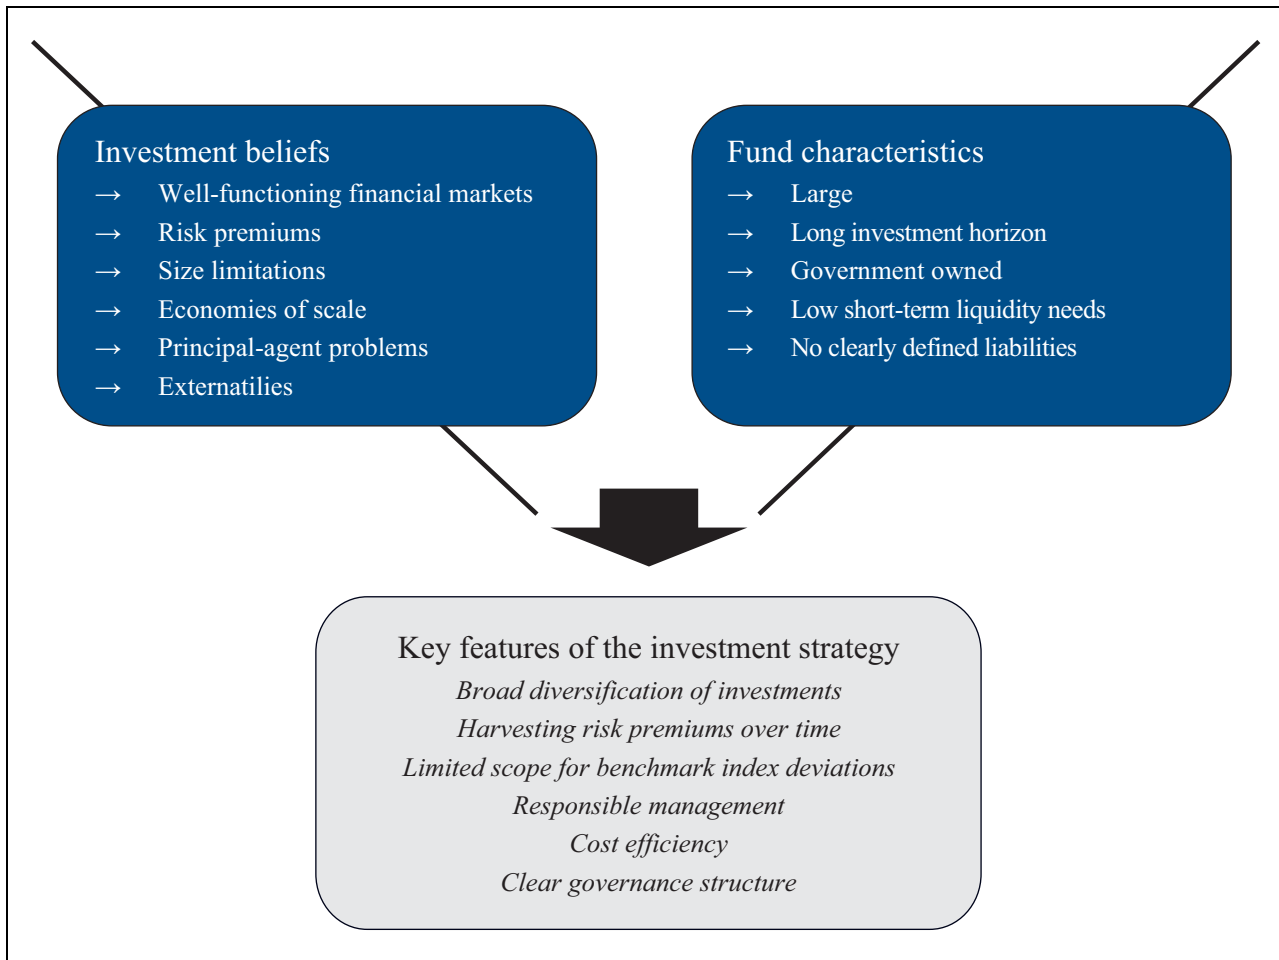 Investment beliefs
→ Well-functioning financial markets
→ Risk premiums
→ Size limitations
→ Economies of scale
→ Principal-agent problems
→ Externatilies
Fund characteristics
→ Large
→ Long investment horizon
→ Government owned
→ Low short-term liquidity needs
→ No clearly defined liabilities
Key features of the investment strategy
Broad diversification of investments
Harvesting risk premiums over time
Limited scope for benchmark index deviations
Responsible management
Cost efficiency
Clear governance structure